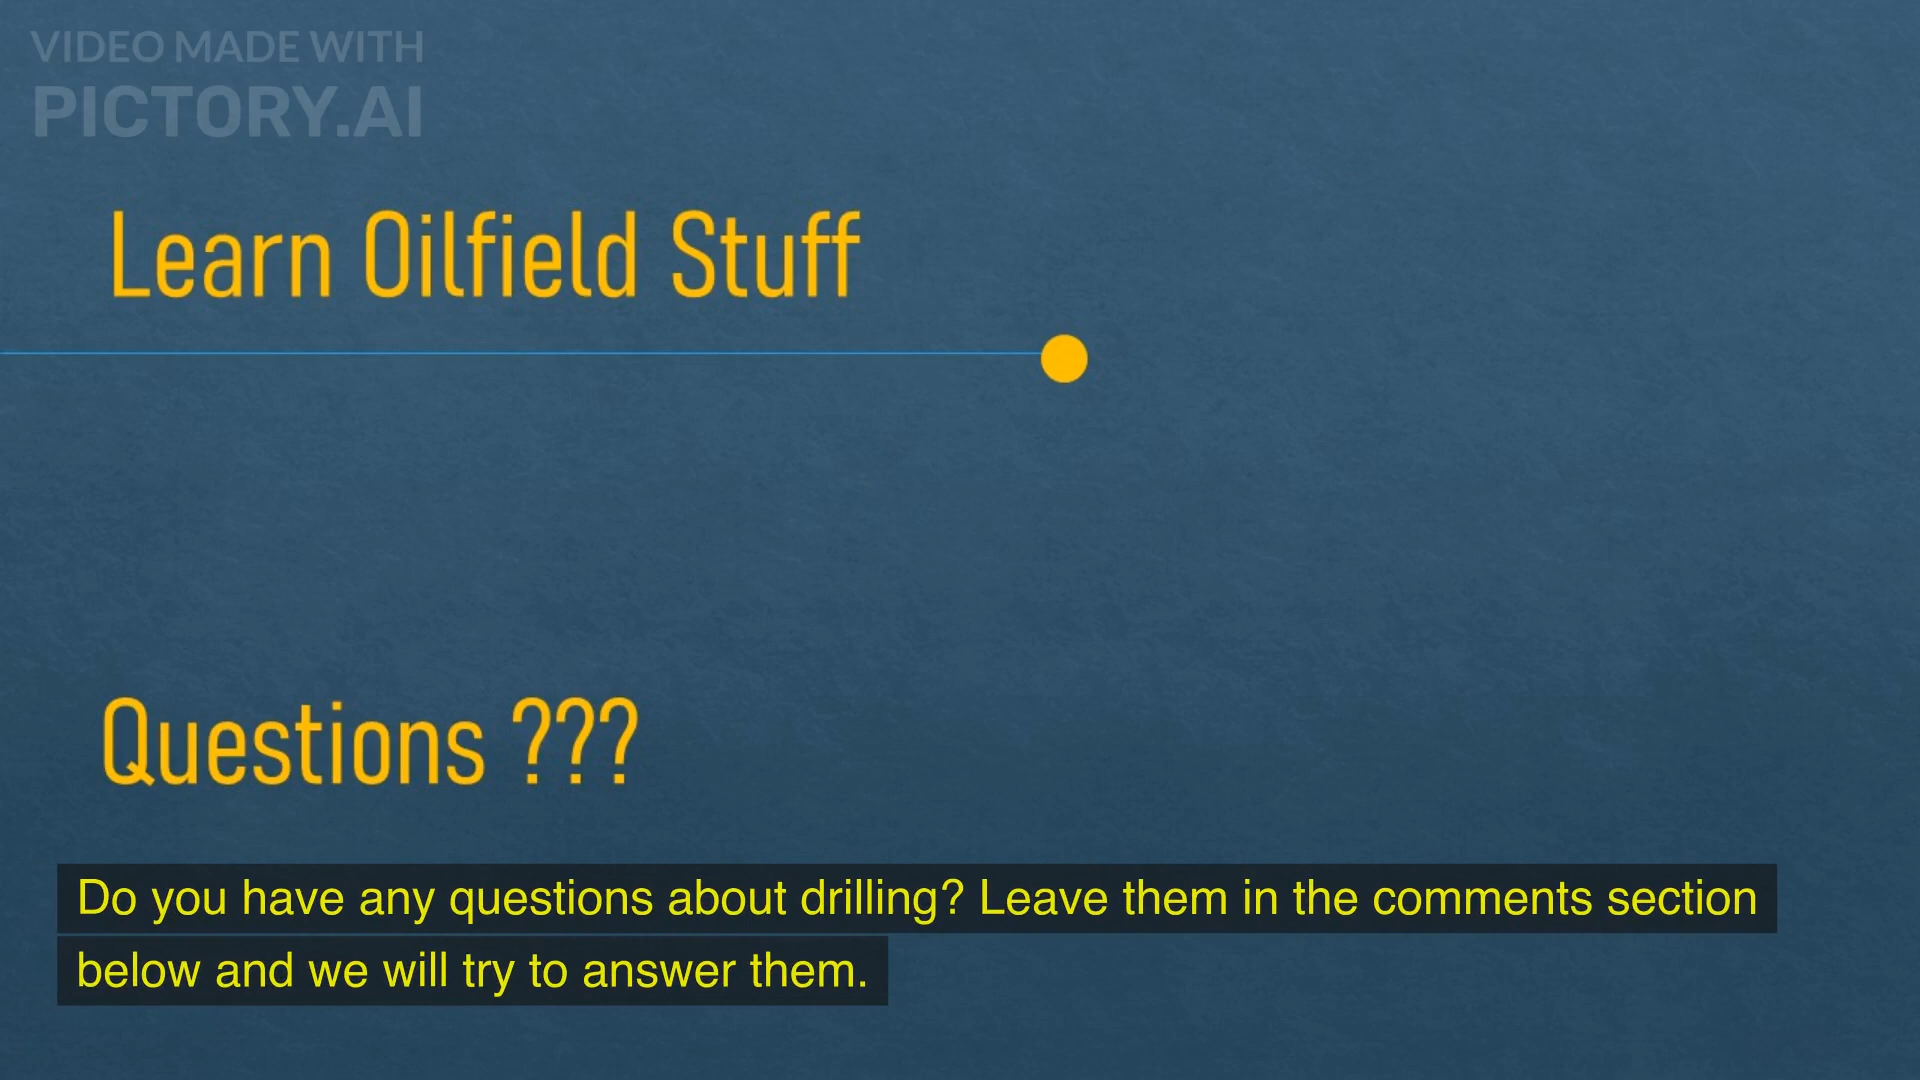 VIDEO MADE WITH
PICTORY.AI
Learn Oilfield Stuff
Questions ???
Do you have any questions about drilling? Leave them in the comments section
below and we will try to answer them.